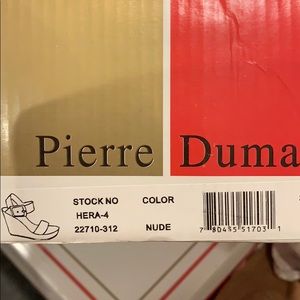 Pierre Duma
STOCK NO COLOR
HERA-4
22710-312 NUDE
7 80455 51703 1